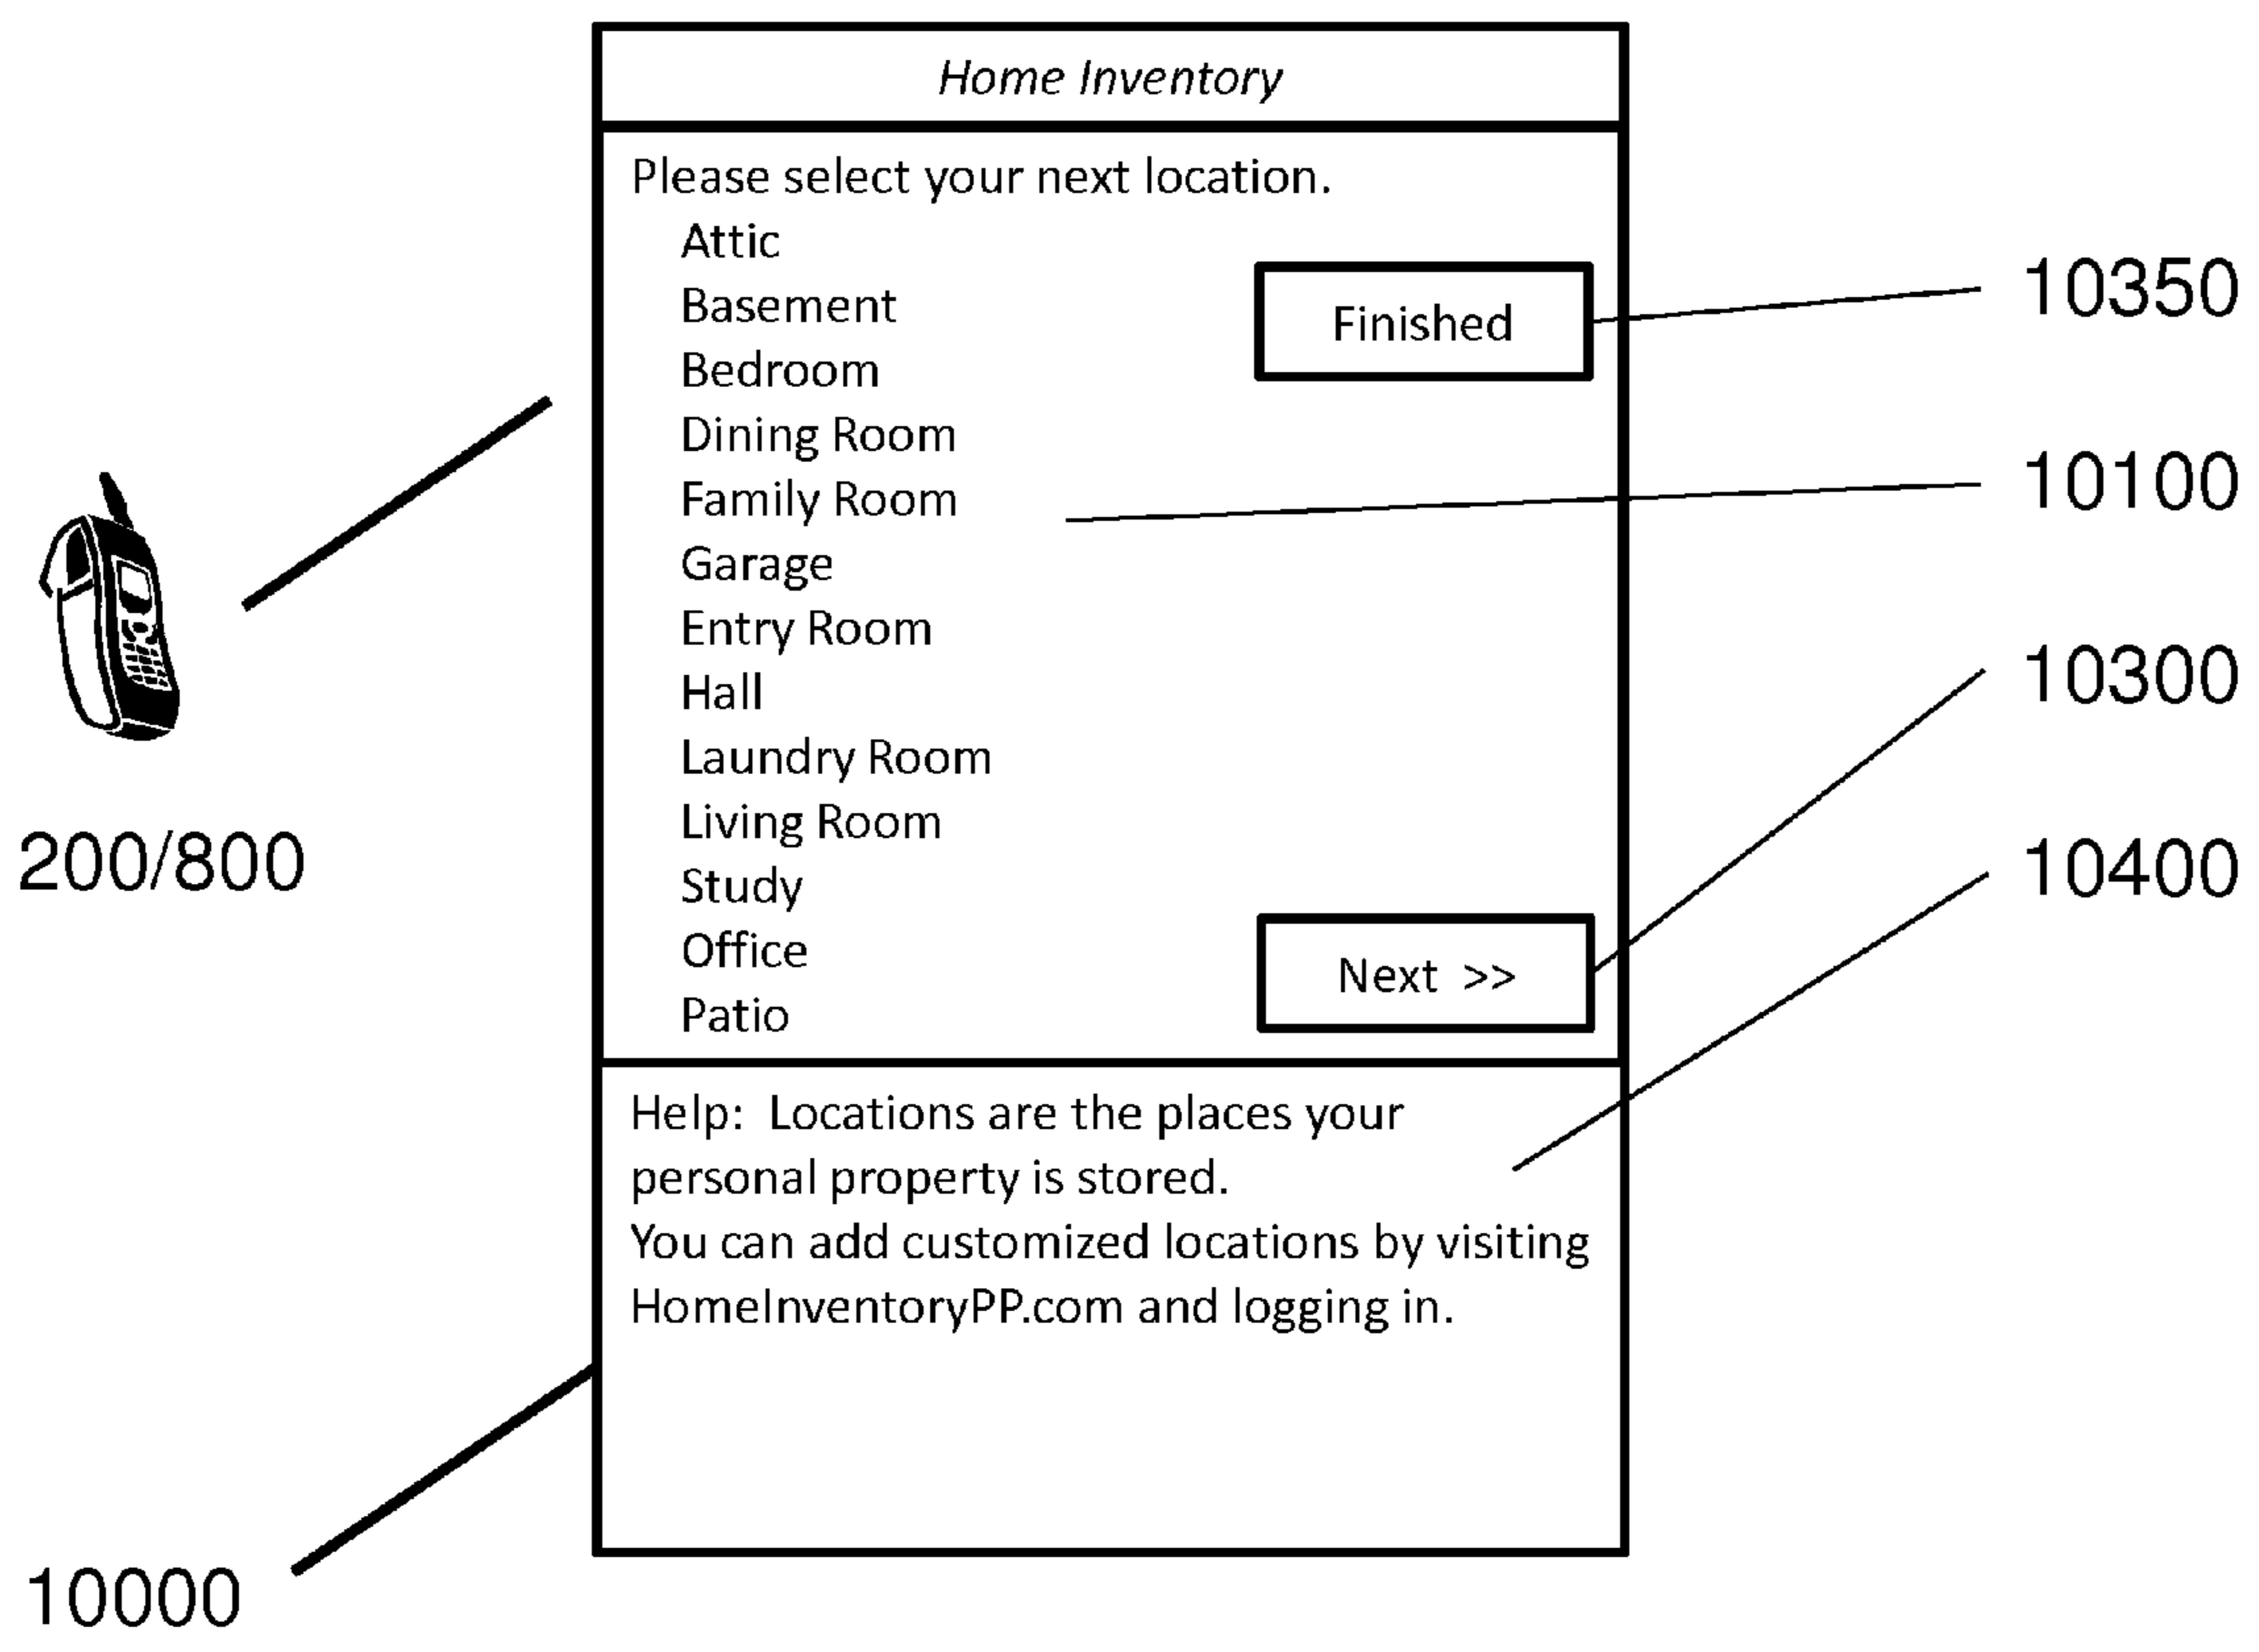 Home Inventory
Please select your next location.
Attic
Basement
Bedroom
Dining Room
Family Room
Garage
Entry Room
Hall
Laundry Room
Living Room
Study
Office
Patio
Finished
Next >>
Help: Locations are the places your
personal property is stored.
You can add customized locations by visiting
HomeInventoryPP.com and logging in.
10350
10100
10300
10400
200/800
10000